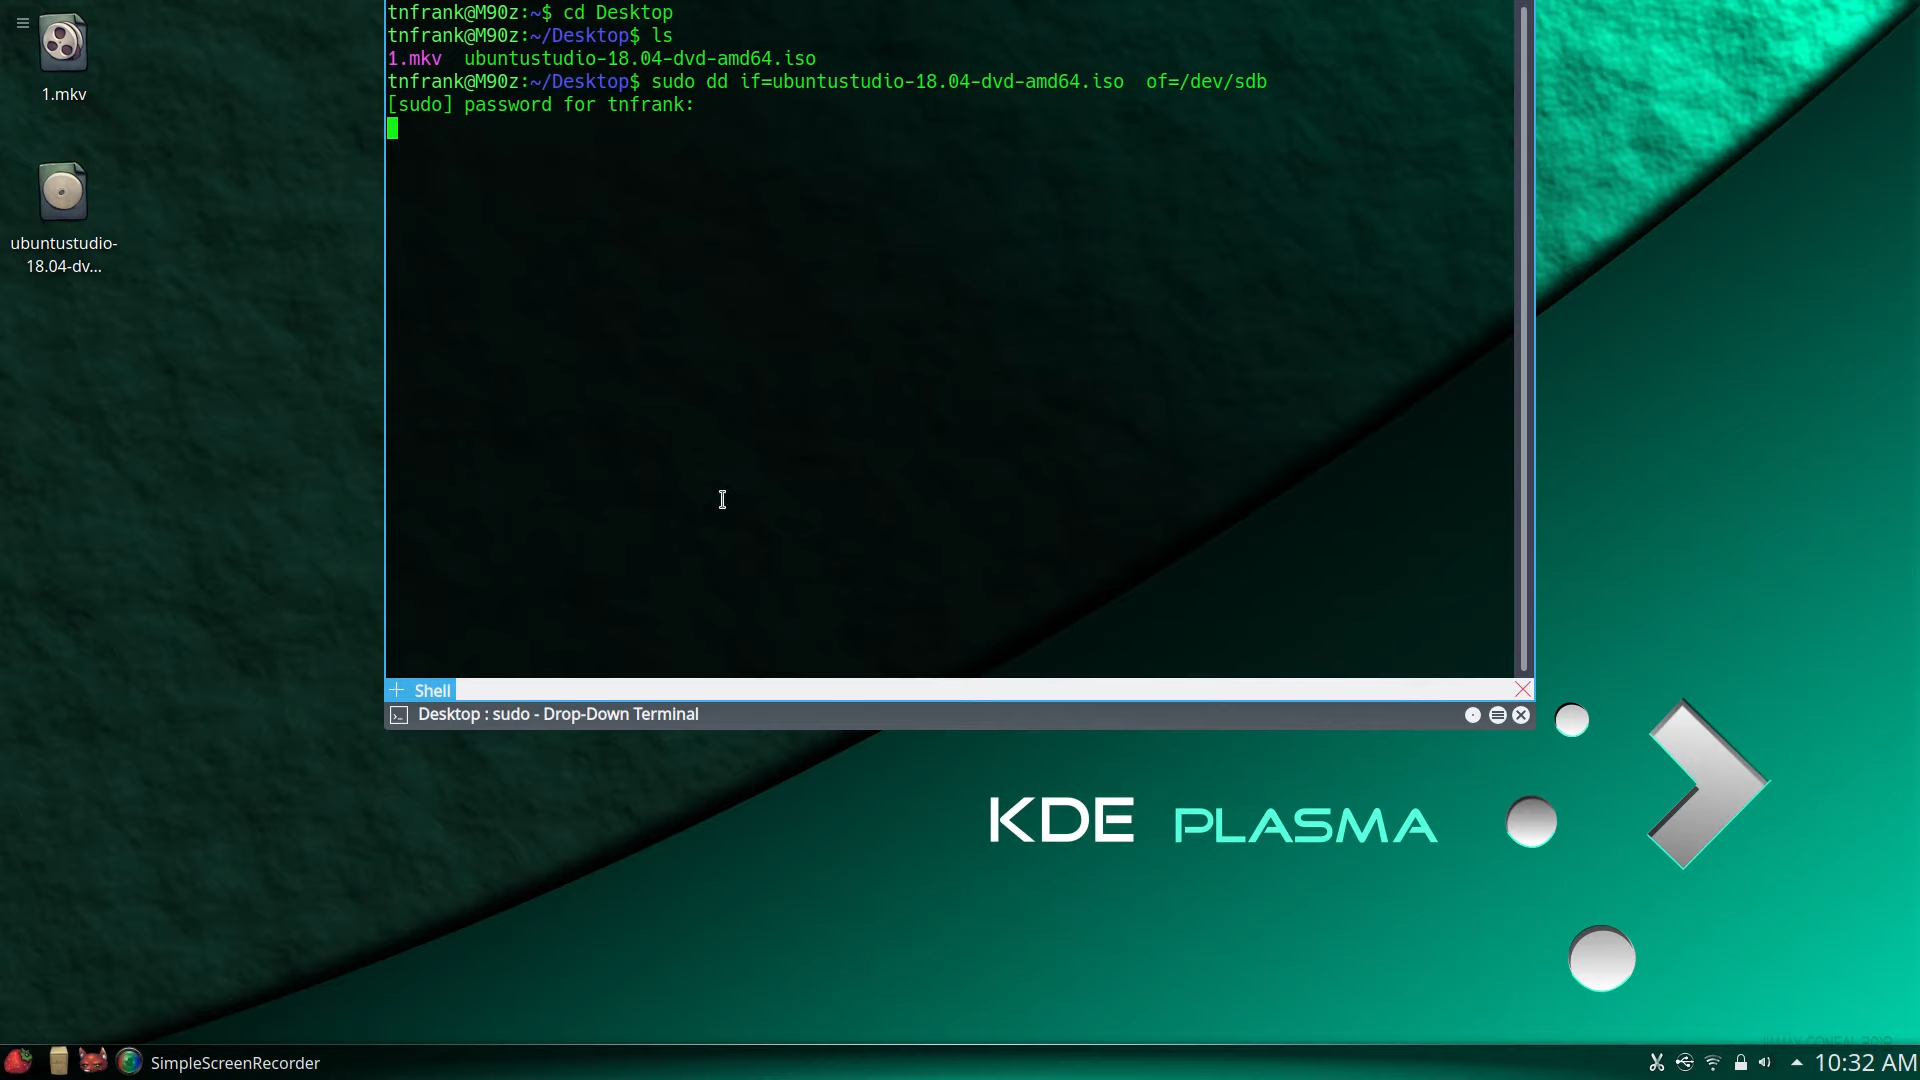 tnfrank@M90z:~$ cd Desktop
tnfrank@M90z:~/Desktop$ ls
1.mkv  ubuntustudio-18.04-dvd-amd64.iso
tnfrank@M90z:~/Desktop$ sudo dd if=ubuntustudio-18.04-dvd-amd64.iso  of=/dev/sdb
[sudo] password for tnfrank:
1.mkv
ubuntustudio-
18.04-dv...
Shell
Desktop : sudo - Drop-Down Terminal
KDE PLASMA
SimpleScreenRecorder
10:32 AM